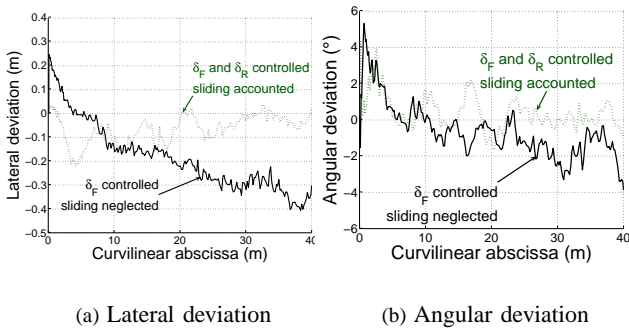 0.4
0.3
0.2
0.1
0
−0.1
−0.2
−0.3
−0.4
−0.5
0
10
20
30
40
Lateral deviation (m)
Curvilinear abscissa (m)
δF and δR controlled
sliding accounted
δF controlled
sliding neglected
(a) Lateral deviation
6
4
2
0
−2
−4
−6
0
10
20
30
40
Angular deviation (°)
Curvilinear abscissa (m)
δF and δR controlled
sliding accounted
δF controlled
sliding neglected
(b) Angular deviation